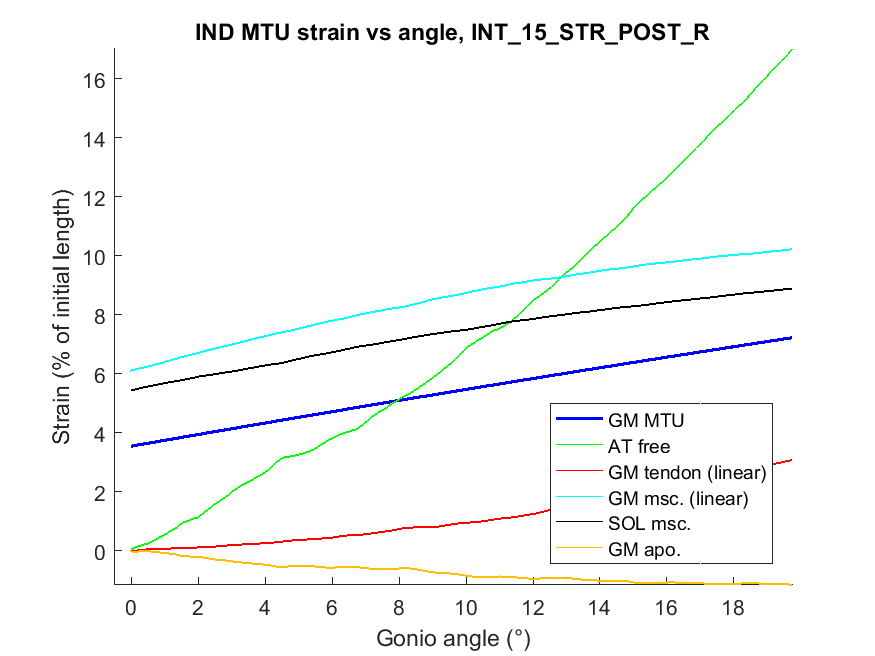 IND MTU strain vs angle, INT_15_STR_POST_R
Strain (% of initial length)
16
14
12
10
8
6
4
2
0
GM MTU
AT free
GM tendon (linear)
GM msc. (linear)
SOL msc.
GM apo.
0 2 4 6 8 10 12 14 16 18
Gonio angle (°)